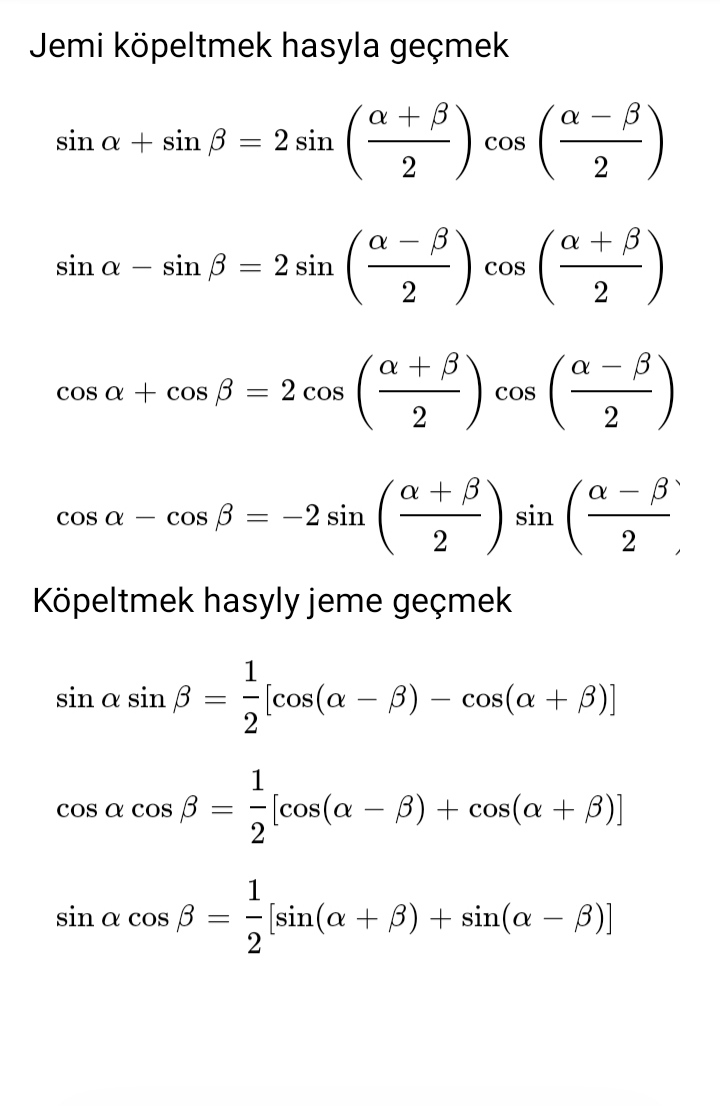 Jemi köpeltmek hasyla geçmek
sin α + sin β = 2 sin ((α + β)/2) cos ((α − β)/2)
sin α − sin β = 2 sin ((α − β)/2) cos ((α + β)/2)
cos α + cos β = 2 cos ((α + β)/2) cos ((α − β)/2)
cos α − cos β = −2 sin ((α + β)/2) sin ((α − β)/2)
Köpeltmek hasyly jeme geçmek
sin α sin β = 1/2 [cos(α − β) − cos(α + β)]
cos α cos β = 1/2 [cos(α − β) + cos(α + β)]
sin α cos β = 1/2 [sin(α + β) + sin(α − β)]